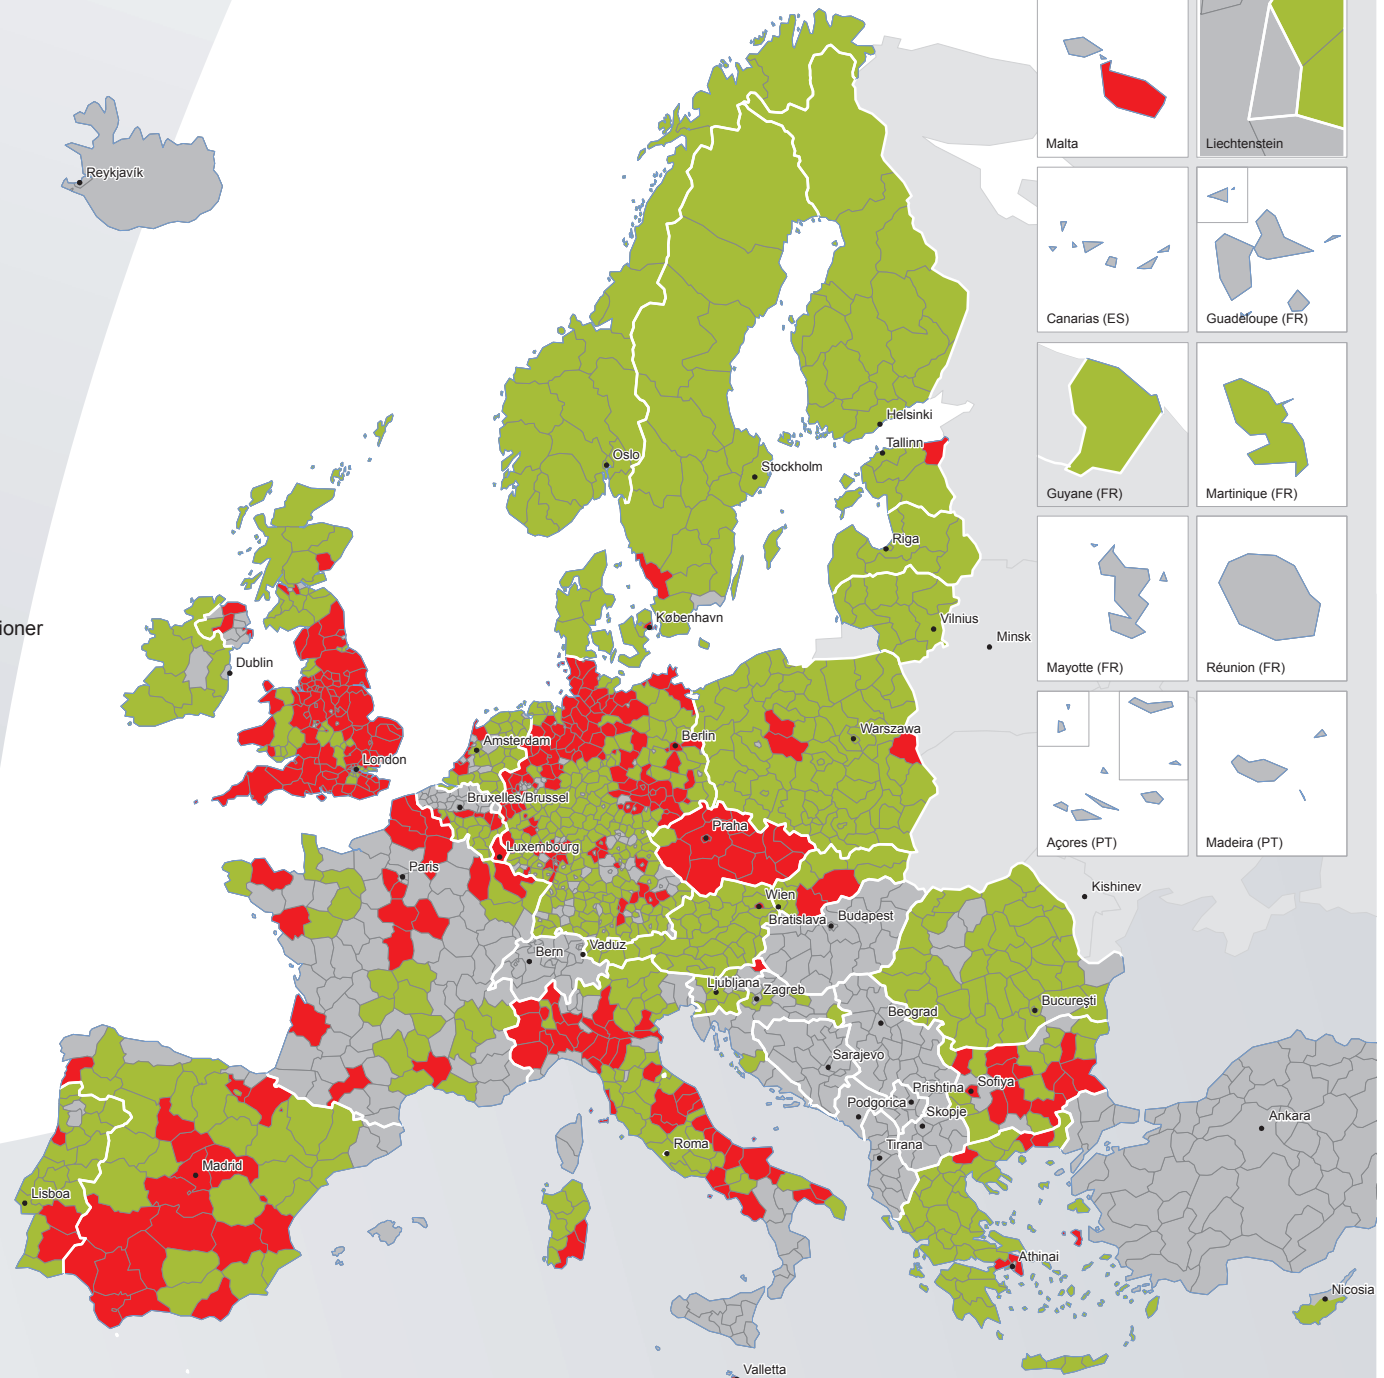 Malta
Liechtenstein
Reykjavík
Canarias (ES)
Guadeloupe (FR)
Helsinki
Tallinn
Oslo
Stockholm
Guyane (FR)
Martinique (FR)
Riga
København
Vilnius
ioner
Minsk
Dublin
Mayotte (FR)
Réunion (FR)
Warszawa
Amsterdam
Berlin
London
Bruxelles/Brussel
Praha
Açores (PT)
Madeira (PT)
Luxembourg
Paris
Kishinev
Wien
Bratislava
Budapest
Bern
Vaduz
Ljubljana
Zagreb
Bucureşti
Beograd
Sarajevo
Prishtina
Sofiya
Podgorica
Skopje
Ankara
Tirana
Roma
Madrid
Lisboa
Athinai
Nicosia
Valletta